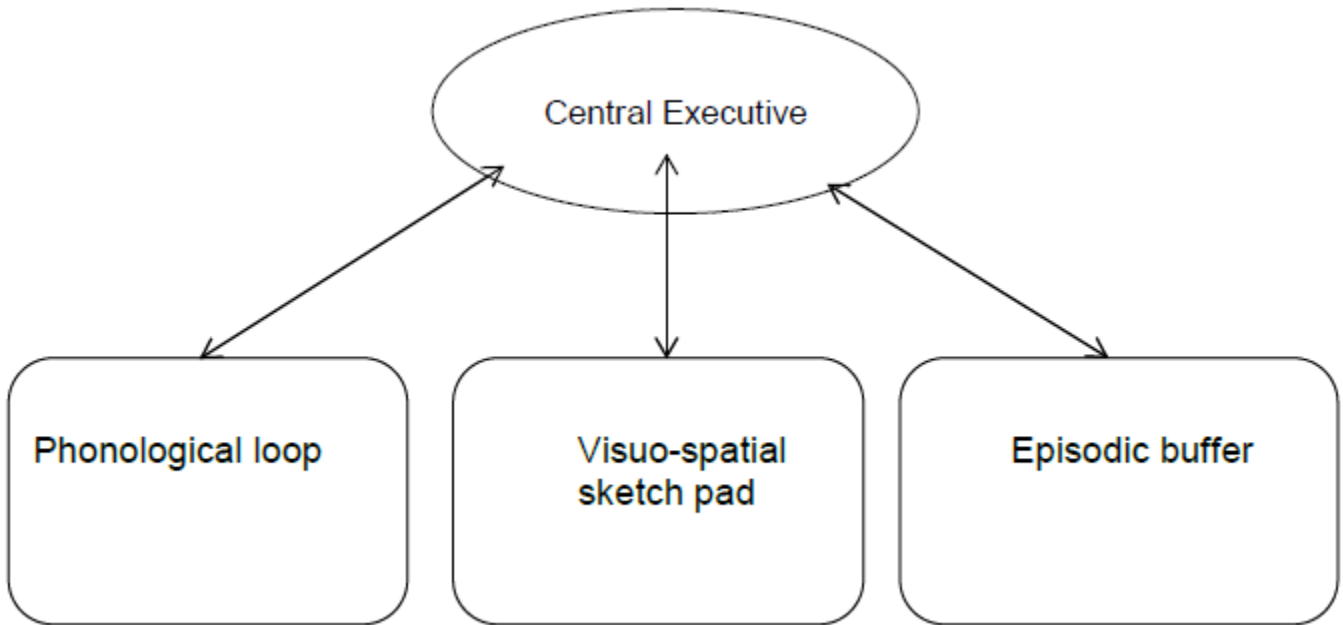 Central Executive
Phonological loop
Visuo-spatial
sketch pad
Episodic buffer